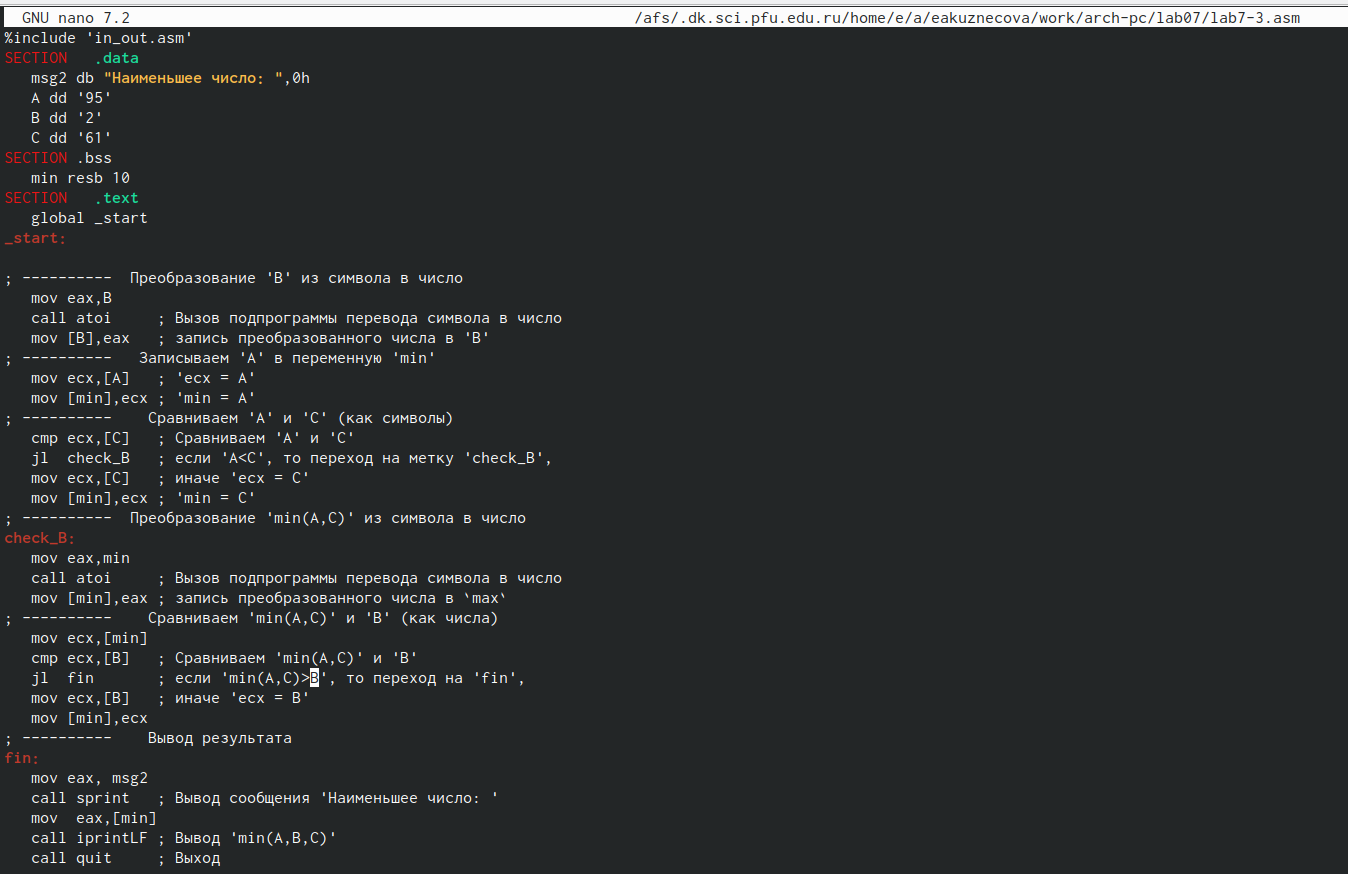 GNU nano 7.2 /afs/.dk.sci.pfu.edu.ru/home/e/a/eakuznecova/work/arch-pc/lab07/lab7-3.asm
%include 'in_out.asm'
SECTION .data
msg2 db "Наименьшее число: ",0h
A dd '95'
B dd '2'
C dd '61'
SECTION .bss
min resb 10
SECTION .text
global _start
_start:
; ---------- Преобразование 'B' из символа в число
mov eax,B
call atoi ; Вызов подпрограммы перевода символа в число
mov [B],eax ; запись преобразованного числа в 'B'
; ---------- Записываем 'A' в переменную 'min'
mov ecx,[A] ; 'ecx = A'
mov [min],ecx ; 'min = A'
; ---------- Сравниваем 'A' и 'C' (как символы)
cmp ecx,[C] ; Сравниваем 'A' и 'C'
jl check_B ; если 'A<C', то переход на метку 'check_B',
mov ecx,[C] ; иначе 'ecx = C'
mov [min],ecx ; 'min = C'
; ---------- Преобразование 'min(A,C)' из символа в число
check_B:
mov eax,min
call atoi ; Вызов подпрограммы перевода символа в число
mov [min],eax ; запись преобразованного числа в `max`
; ---------- Сравниваем 'min(A,C)' и 'B' (как числа)
mov ecx,[min]
cmp ecx,[B] ; Сравниваем 'min(A,C)' и 'B'
jl fin ; если 'min(A,C)>B', то переход на 'fin',
mov ecx,[B] ; иначе 'ecx = B'
mov [min],ecx
; ---------- Вывод результата
fin:
mov eax, msg2
call sprint ; Вывод сообщения 'Наименьшее число: '
mov eax,[min]
call iprintLF ; Вывод 'min(A,B,C)'
call quit ; Выход